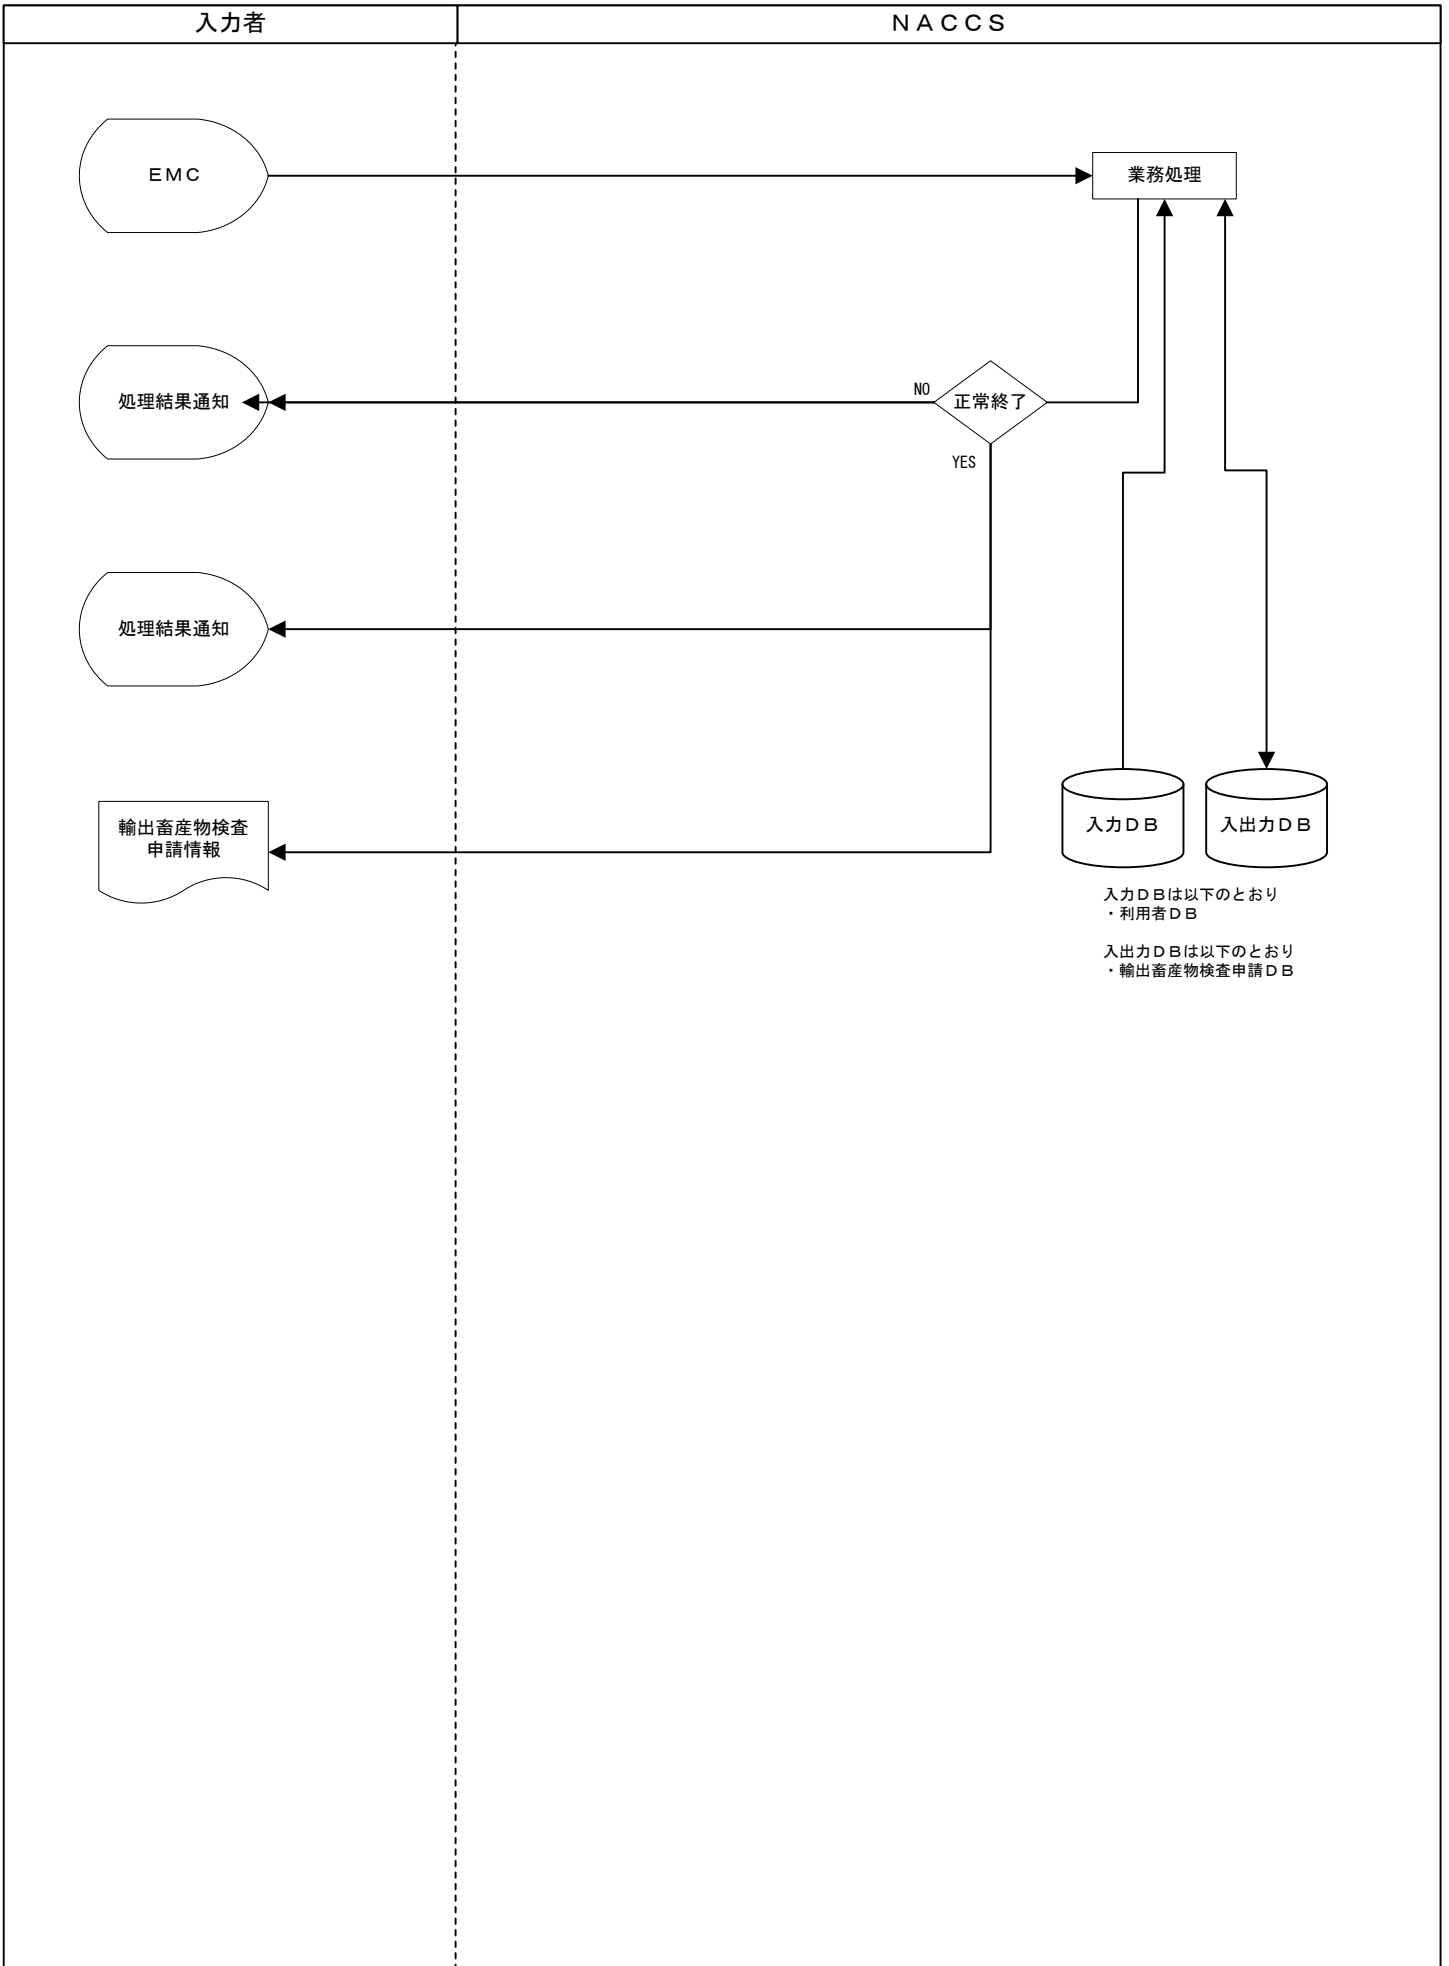 入力者
ＮＡＣＣＳ
ＥＭＣ
業務処理
処理結果通知
NO
正常終了
YES
処理結果通知
輸出畜産物検査
申請情報
入力ＤＢ
入出力ＤＢ
入力ＤＢは以下のとおり
・利用者ＤＢ
入出力ＤＢは以下のとおり
・輸出畜産物検査申請ＤＢ